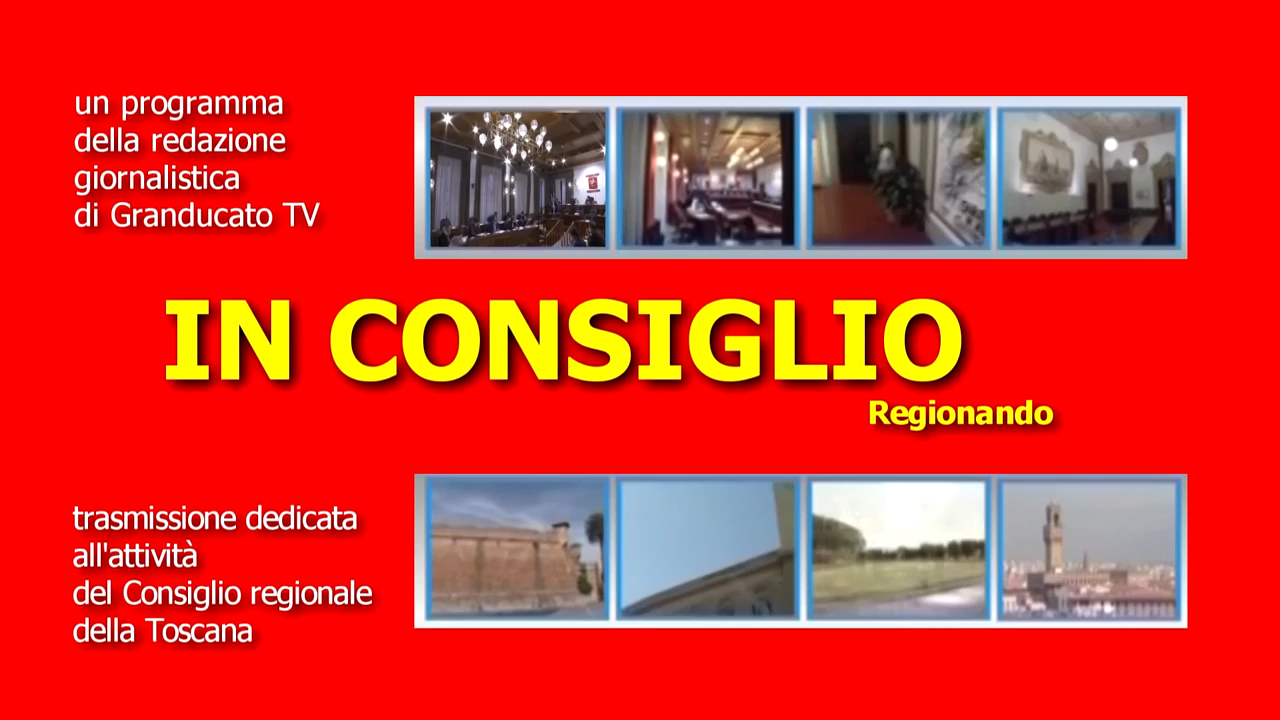 un programma
della redazione
giornalistica
di Granducato TV
IN CONSIGLIO
Regionando
trasmissione dedicata
all'attività
del Consiglio regionale
della Toscana